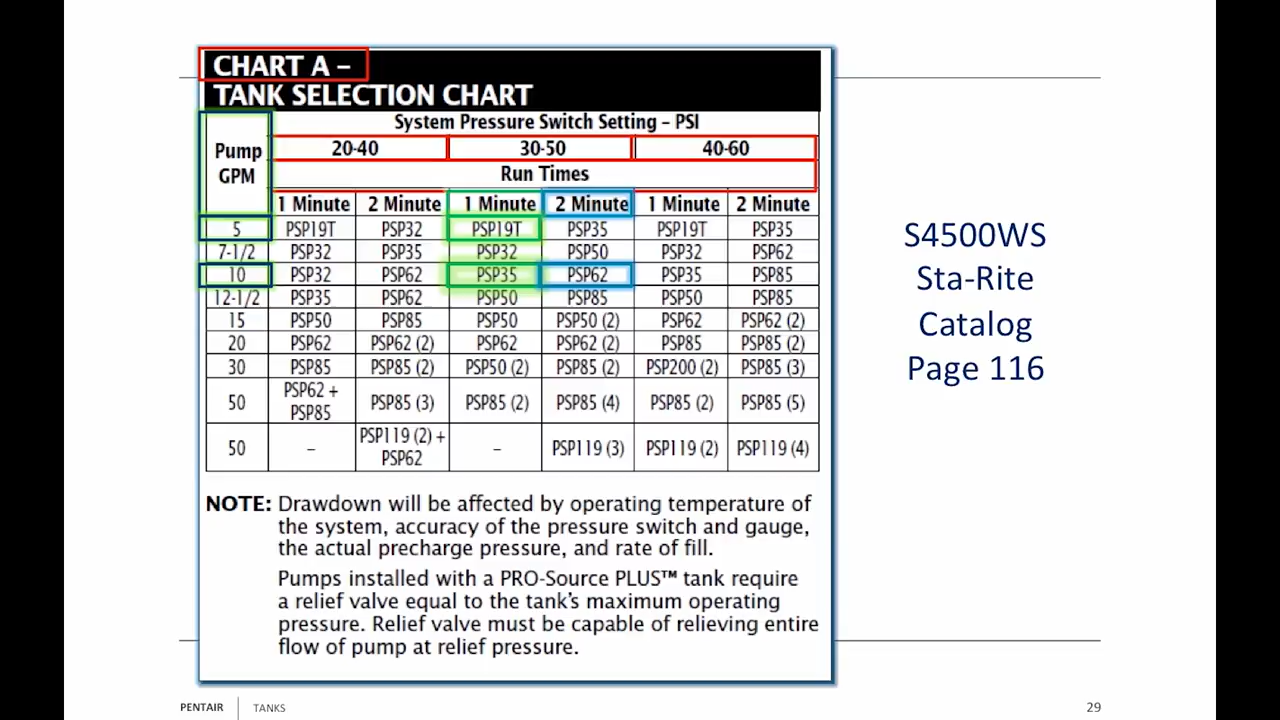 CHART A –
TANK SELECTION CHART
Pump GPM
System Pressure Switch Setting – PSI
20-40 30-50 40-60
Run Times
1 Minute 2 Minute 1 Minute 2 Minute 1 Minute 2 Minute
5 PSP19T PSP32 PSP19T PSP35 PSP19T PSP35
7-1/2 PSP32 PSP35 PSP32 PSP50 PSP32 PSP62
10 PSP32 PSP62 PSP35 PSP62 PSP35 PSP85
12-1/2 PSP35 PSP62 PSP50 PSP85 PSP50 PSP85
15 PSP50 PSP85 PSP50 PSP50 (2) PSP62 PSP62 (2)
20 PSP62 PSP62 (2) PSP62 PSP62 (2) PSP85 PSP85 (2)
30 PSP85 PSP85 (2) PSP50 (2) PSP85 (2) PSP200 (2) PSP85 (3)
50 PSP62 + PSP85 PSP85 (3) PSP85 (2) PSP85 (4) PSP85 (2) PSP85 (5)
50 – PSP119 (2) + PSP62 – PSP119 (3) PSP119 (2) PSP119 (4)
NOTE: Drawdown will be affected by operating temperature of
the system, accuracy of the pressure switch and gauge,
the actual precharge pressure, and rate of fill.
Pumps installed with a PRO-Source PLUS™ tank require
a relief valve equal to the tank's maximum operating
pressure. Relief valve must be capable of relieving entire
flow of pump at relief pressure.
S4500WS
Sta-Rite
Catalog
Page 116
PENTAIR TANKS 29